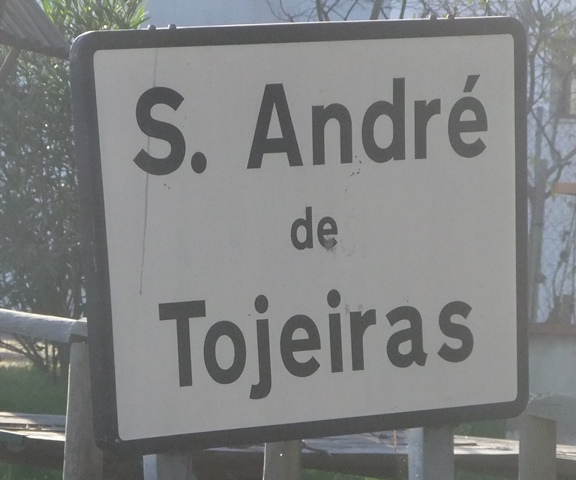 S. André
de
Tojeiras